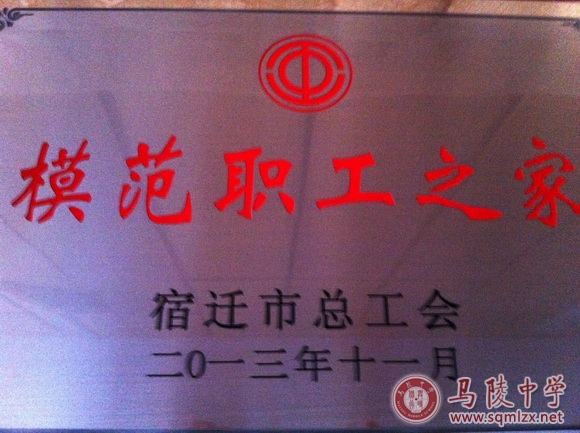 模范职工之家
宿迁市总工会
二0一三年十一月
马陵中学
www.sqmlzx.net